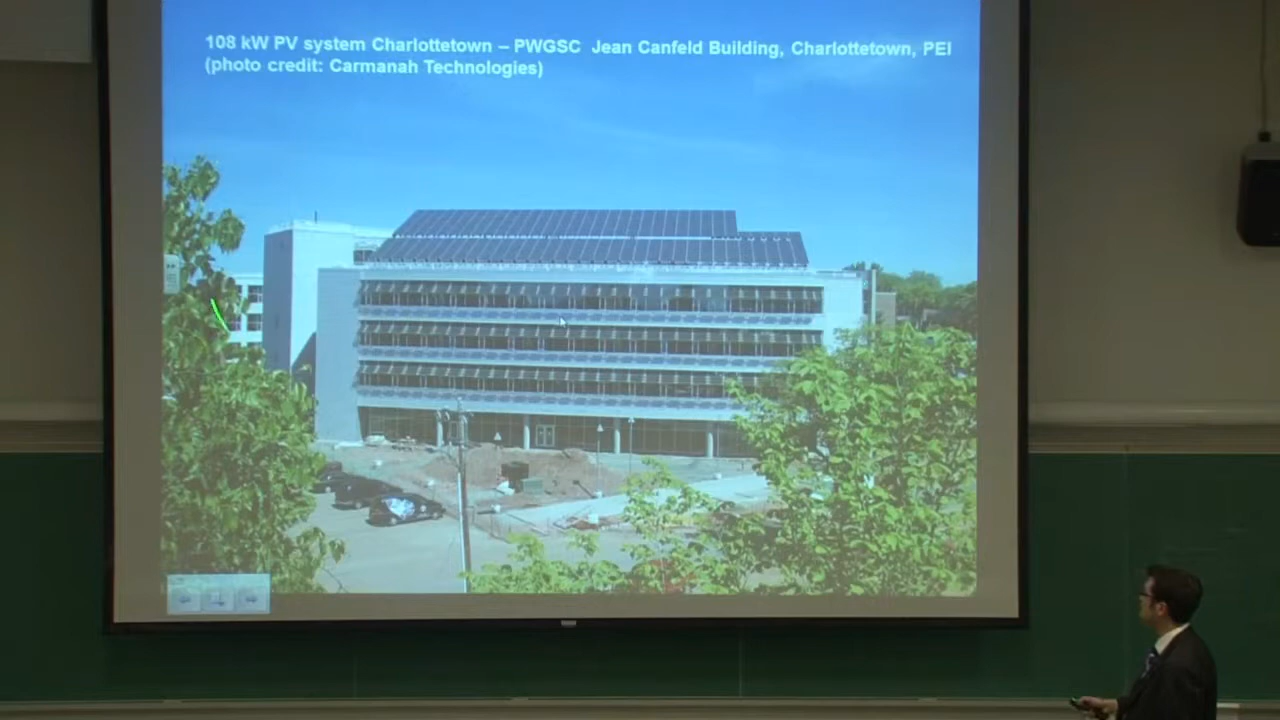 108 kW PV system Charlottetown – PWGSC Jean Canfeld Building, Charlottetown, PEI
(photo credit: Carmanah Technologies)